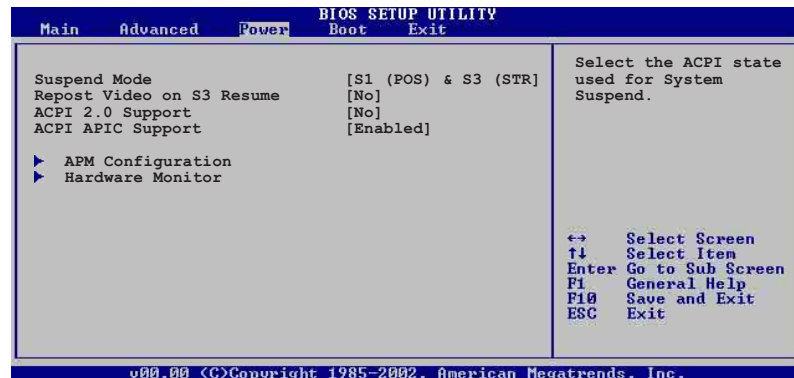 BIOS SETUP UTILITY
Main Advanced Power Boot Exit
Suspend Mode [S1 (POS) & S3 (STR]
Repost Video on S3 Resume [No]
ACPI 2.0 Support [No]
ACPI APIC Support [Enabled]
APM Configuration
Hardware Monitor
Select the ACPI state
used for System
Suspend.
↔ Select Screen
↑↓ Select Item
Enter Go to Sub Screen
F1 General Help
F10 Save and Exit
ESC Exit
v00.00 (C)Copyright 1985-2002, American Megatrends, Inc.